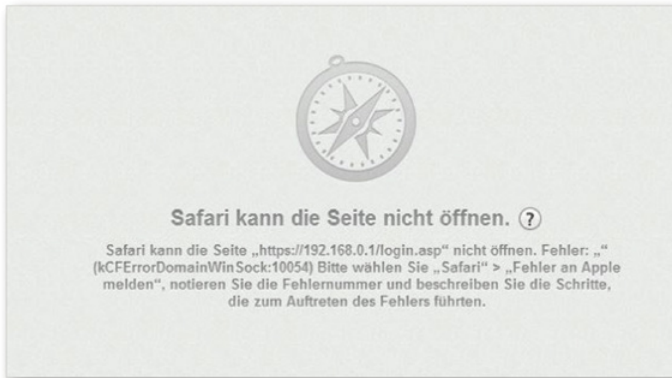 Safari kann die Seite nicht öffnen. ?
Safari kann die Seite „https://192.168.0.1/login.asp“ nicht öffnen. Fehler: „“
(kCFErrorDomainWinSock:10054) Bitte wählen Sie „Safari“ > „Fehler an Apple
melden“, notieren Sie die Fehlernummer und beschreiben Sie die Schritte,
die zum Auftreten des Fehlers führten.